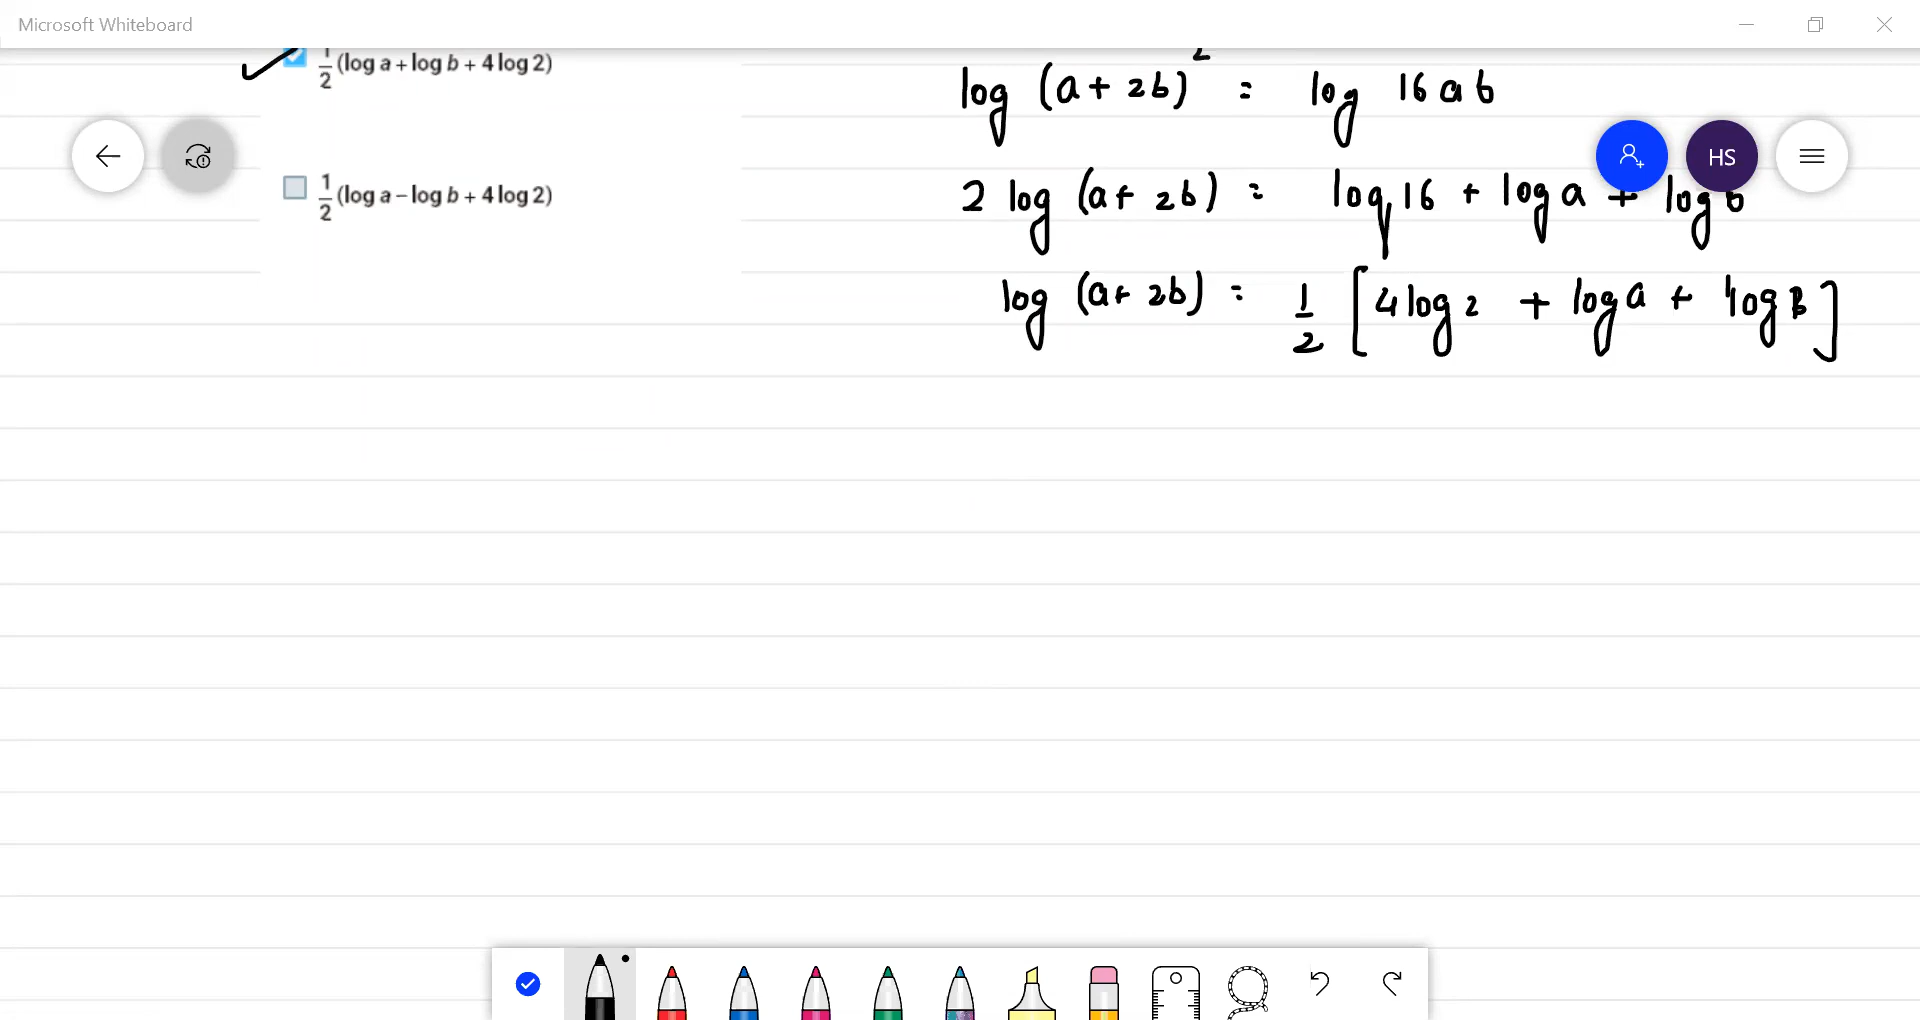 Microsoft Whiteboard
1/2 (log a + log b + 4 log 2)
1/2 (log a – log b + 4 log 2)
log (a + 2b)² = log 16 a b
2 log (a + 2b) = log 16 + log a + log b
log (a + 2b) = 1/2 [4 log 2 + log a + log b]
HS